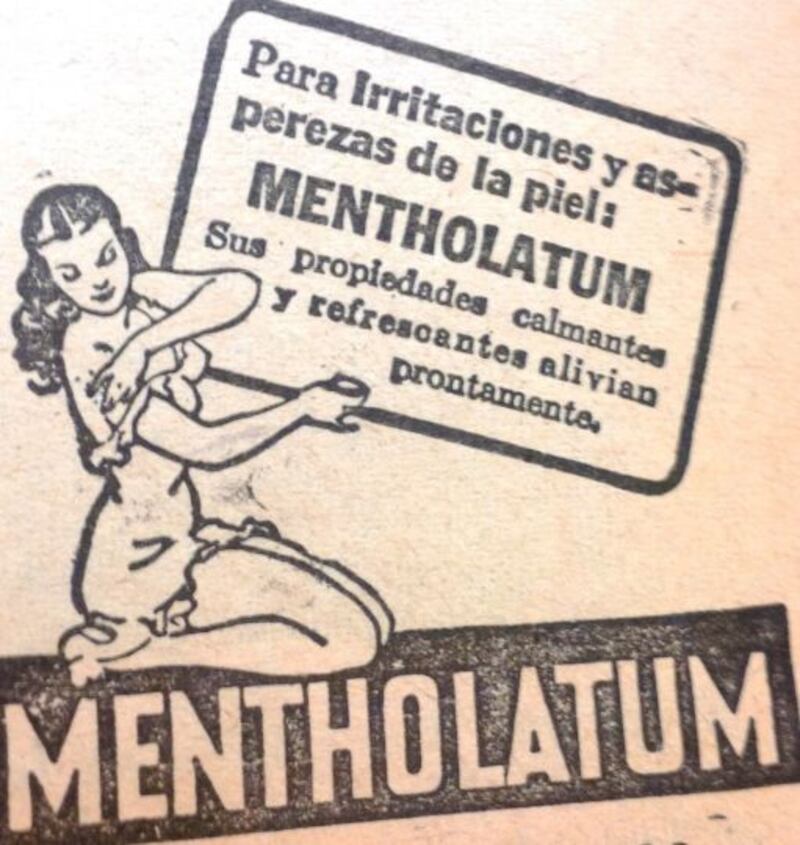 Para Irritaciones y as-
perezas de la piel:
MENTHOLATUM
Sus propiedades calmantes
y refrescantes alivian
prontamente.
MENTHOLATUM